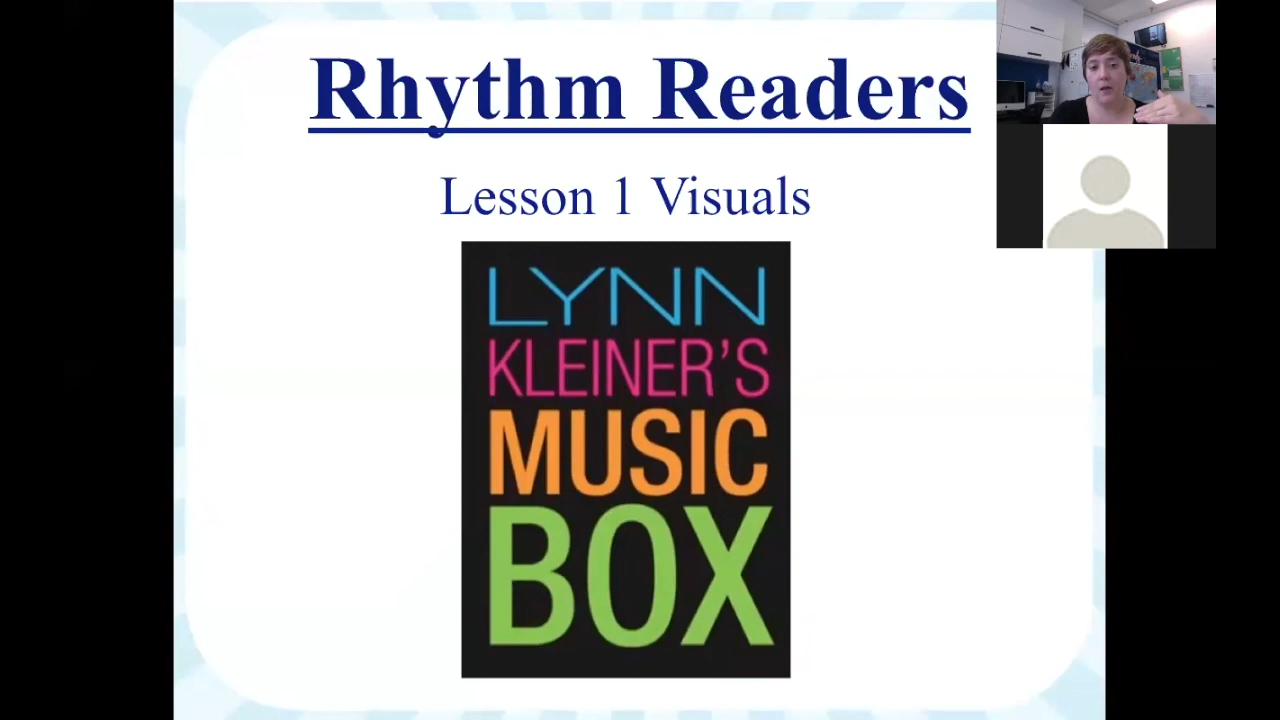 Rhythm Readers
Lesson 1 Visuals
LYNN
KLEINER'S
MUSIC
BOX